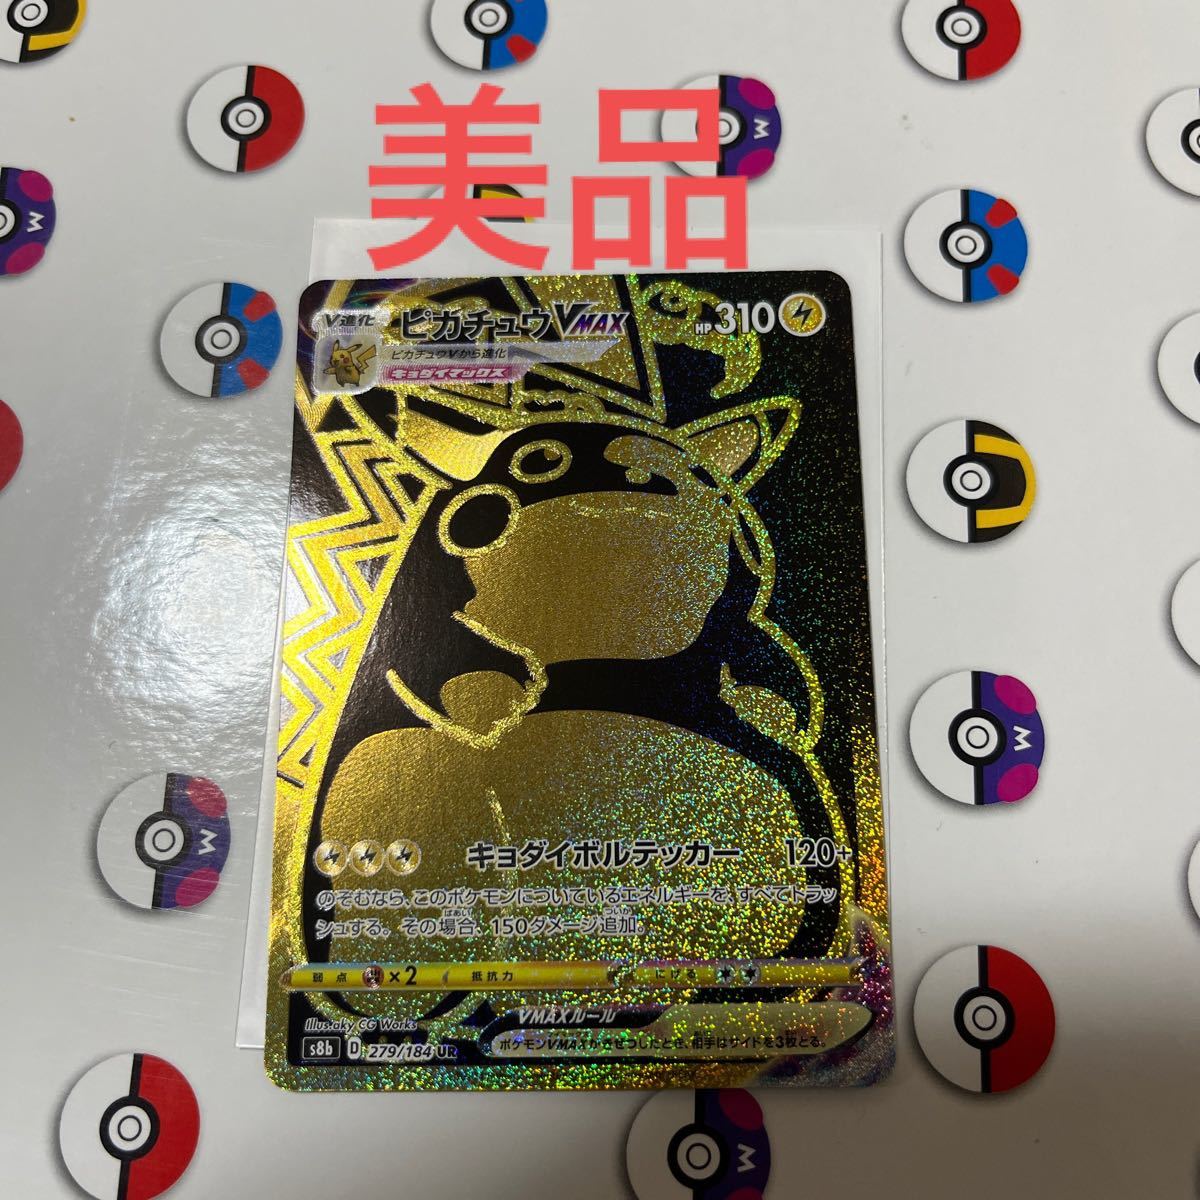 美品
V進化 ピカチュウVMAX HP310
ピカチュウVから進化
キョダイマックス
キョダイボルテッカー 120+
のぞむなら、このポケモンについているエネルギーを、すべてトラッ
シュする。その場合、150ダメージ追加。
弱点 ×2 抵抗力 にげる
Illus.aky CG Works
VMAXルール
s8b D 279/184 UR
ポケモンVMAXがきぜつしたとき、相手はサイドを3枚とる。